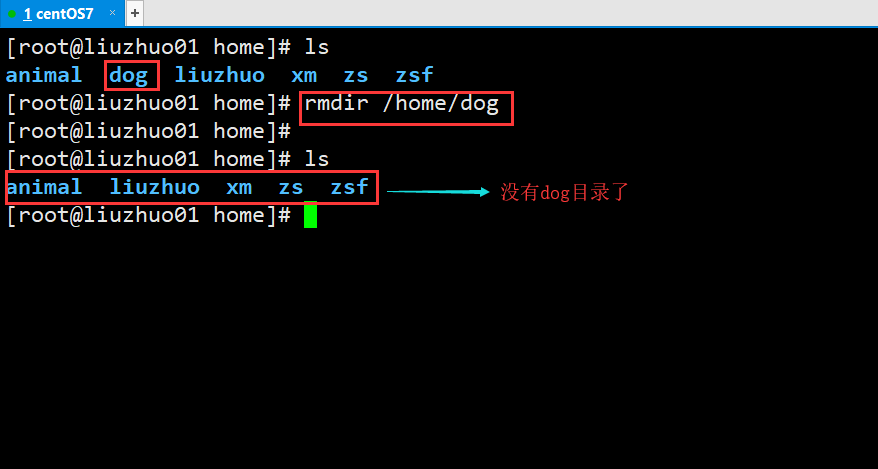 1 centOS7 × +
[root@liuzhuo01 home]# ls
animal dog liuzhuo xm zs zsf
[root@liuzhuo01 home]# rmdir /home/dog
[root@liuzhuo01 home]#
[root@liuzhuo01 home]# ls
animal liuzhuo xm zs zsf 没有dog目录了
[root@liuzhuo01 home]#